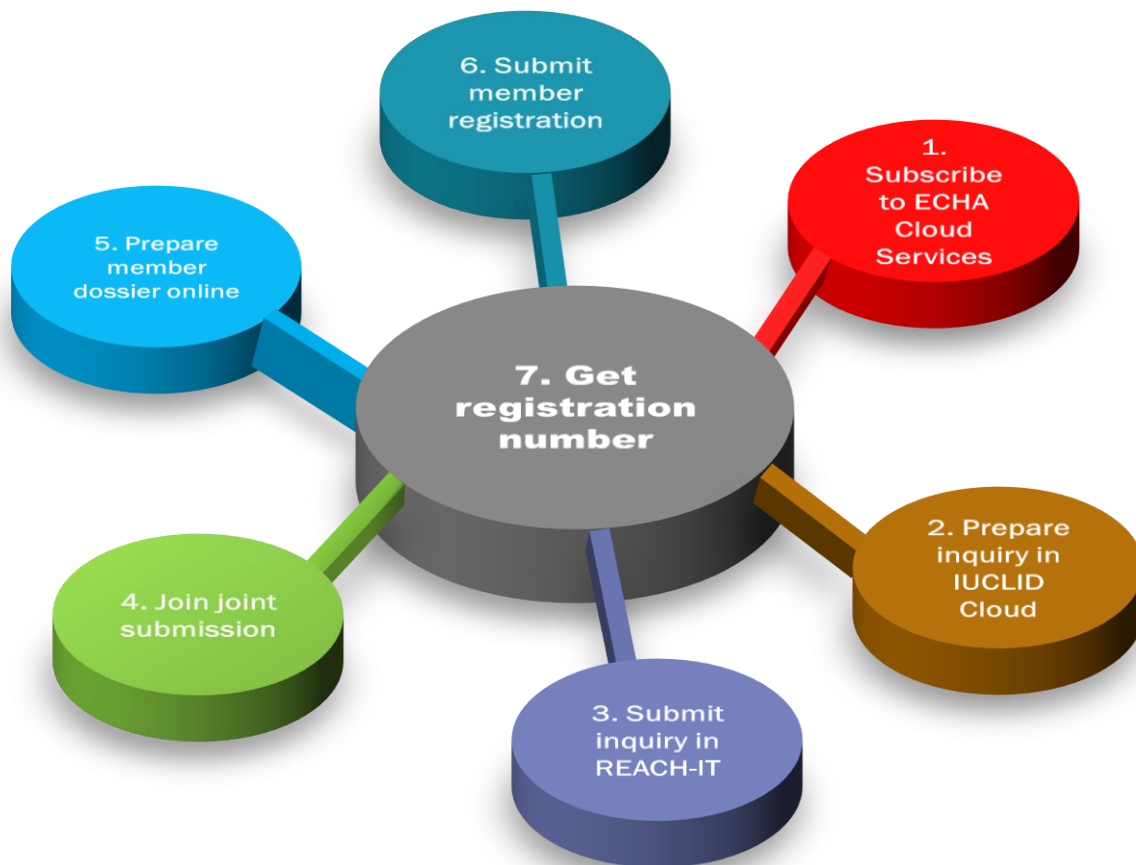 1.
Subscribe
to ECHA
Cloud
Services
2. Prepare
inquiry in
IUCLID
Cloud
3. Submit
inquiry in
REACH-IT
4. Join joint
submission
5. Prepare
member
dossier online
6. Submit
member
registration
7. Get
registration
number